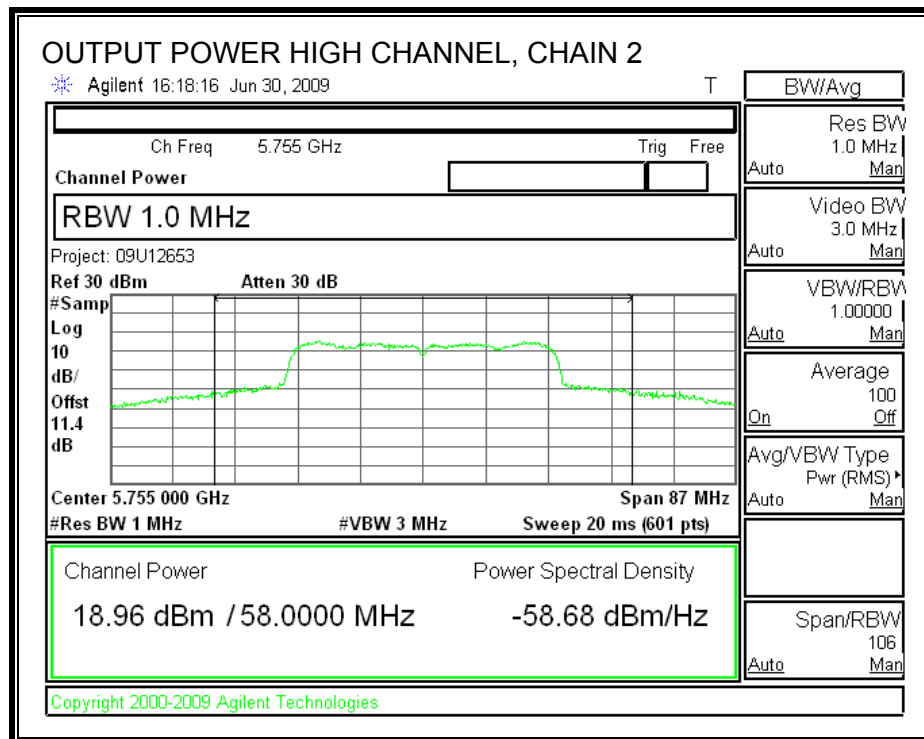 OUTPUT POWER HIGH CHANNEL, CHAIN 2
Agilent 16:18:16 Jun 30, 2009 T
BW/Avg
Ch Freq 5.755 GHz Trig Free
Channel Power
RBW 1.0 MHz
Project: 09U12653
Ref 30 dBm Atten 30 dB
#Samp
Log
10
dB/
Offst
11.4
dB
Center 5.755 000 GHz Span 87 MHz
#Res BW 1 MHz #VBW 3 MHz Sweep 20 ms (601 pts)
Channel Power Power Spectral Density
18.96 dBm / 58.0000 MHz -58.68 dBm/Hz
Res BW
1.0 MHz
Auto Man
Video BW
3.0 MHz
Auto Man
VBW/RBW
1.00000
Auto Man
Average
100
On Off
Avg/VBW Type
Pwr (RMS)
Auto Man
Span/RBW
106
Auto Man
Copyright 2000-2009 Agilent Technologies